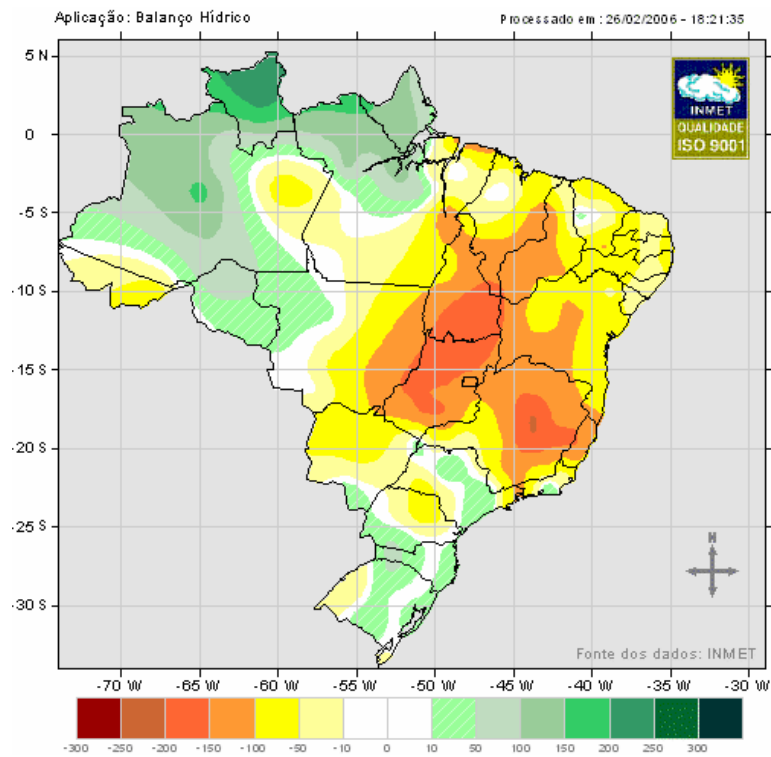 Aplicação: Balanço Hídrico
Processado em : 26/02/2006 - 18:21:35
5 N
0
-5 S
-10 S
-15 S
-20 S
-25 S
-30 S
INMET
QUALIDADE
ISO 9001
N
Fonte dos dados: INMET
-70 W -65 W -60 W -55 W -50 W -45 W -40 W -35 W -30 W
-300 -250 -200 -150 -100 -50 -10 0 10 50 100 150 200 250 300